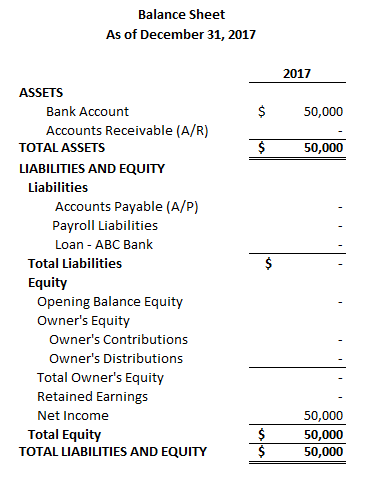 Balance Sheet
As of December 31, 2017
2017
ASSETS
Bank Account $ 50,000
Accounts Receivable (A/R) -
TOTAL ASSETS $ 50,000
LIABILITIES AND EQUITY
Liabilities
Accounts Payable (A/P) -
Payroll Liabilities -
Loan - ABC Bank -
Total Liabilities $ -
Equity
Opening Balance Equity -
Owner's Equity
Owner's Contributions -
Owner's Distributions -
Total Owner's Equity -
Retained Earnings -
Net Income 50,000
Total Equity $ 50,000
TOTAL LIABILITIES AND EQUITY $ 50,000